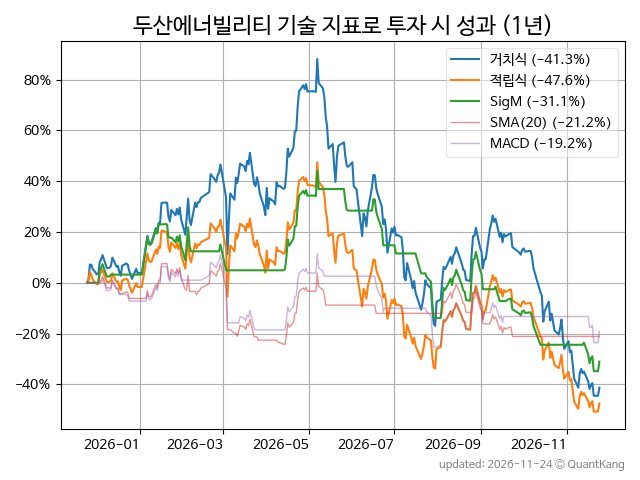 두산에너빌리티 기술 지표로 투자 시 성과 (1년)
거치식 (−41.3%)
적립식 (−47.6%)
SigM (−31.1%)
SMA(20) (−21.2%)
MACD (−19.2%)
80%
60%
40%
20%
0%
−20%
−40%
2026-01 2026-03 2026-05 2026-07 2026-09 2026-11
updated: 2026-11-24 © QuantKang